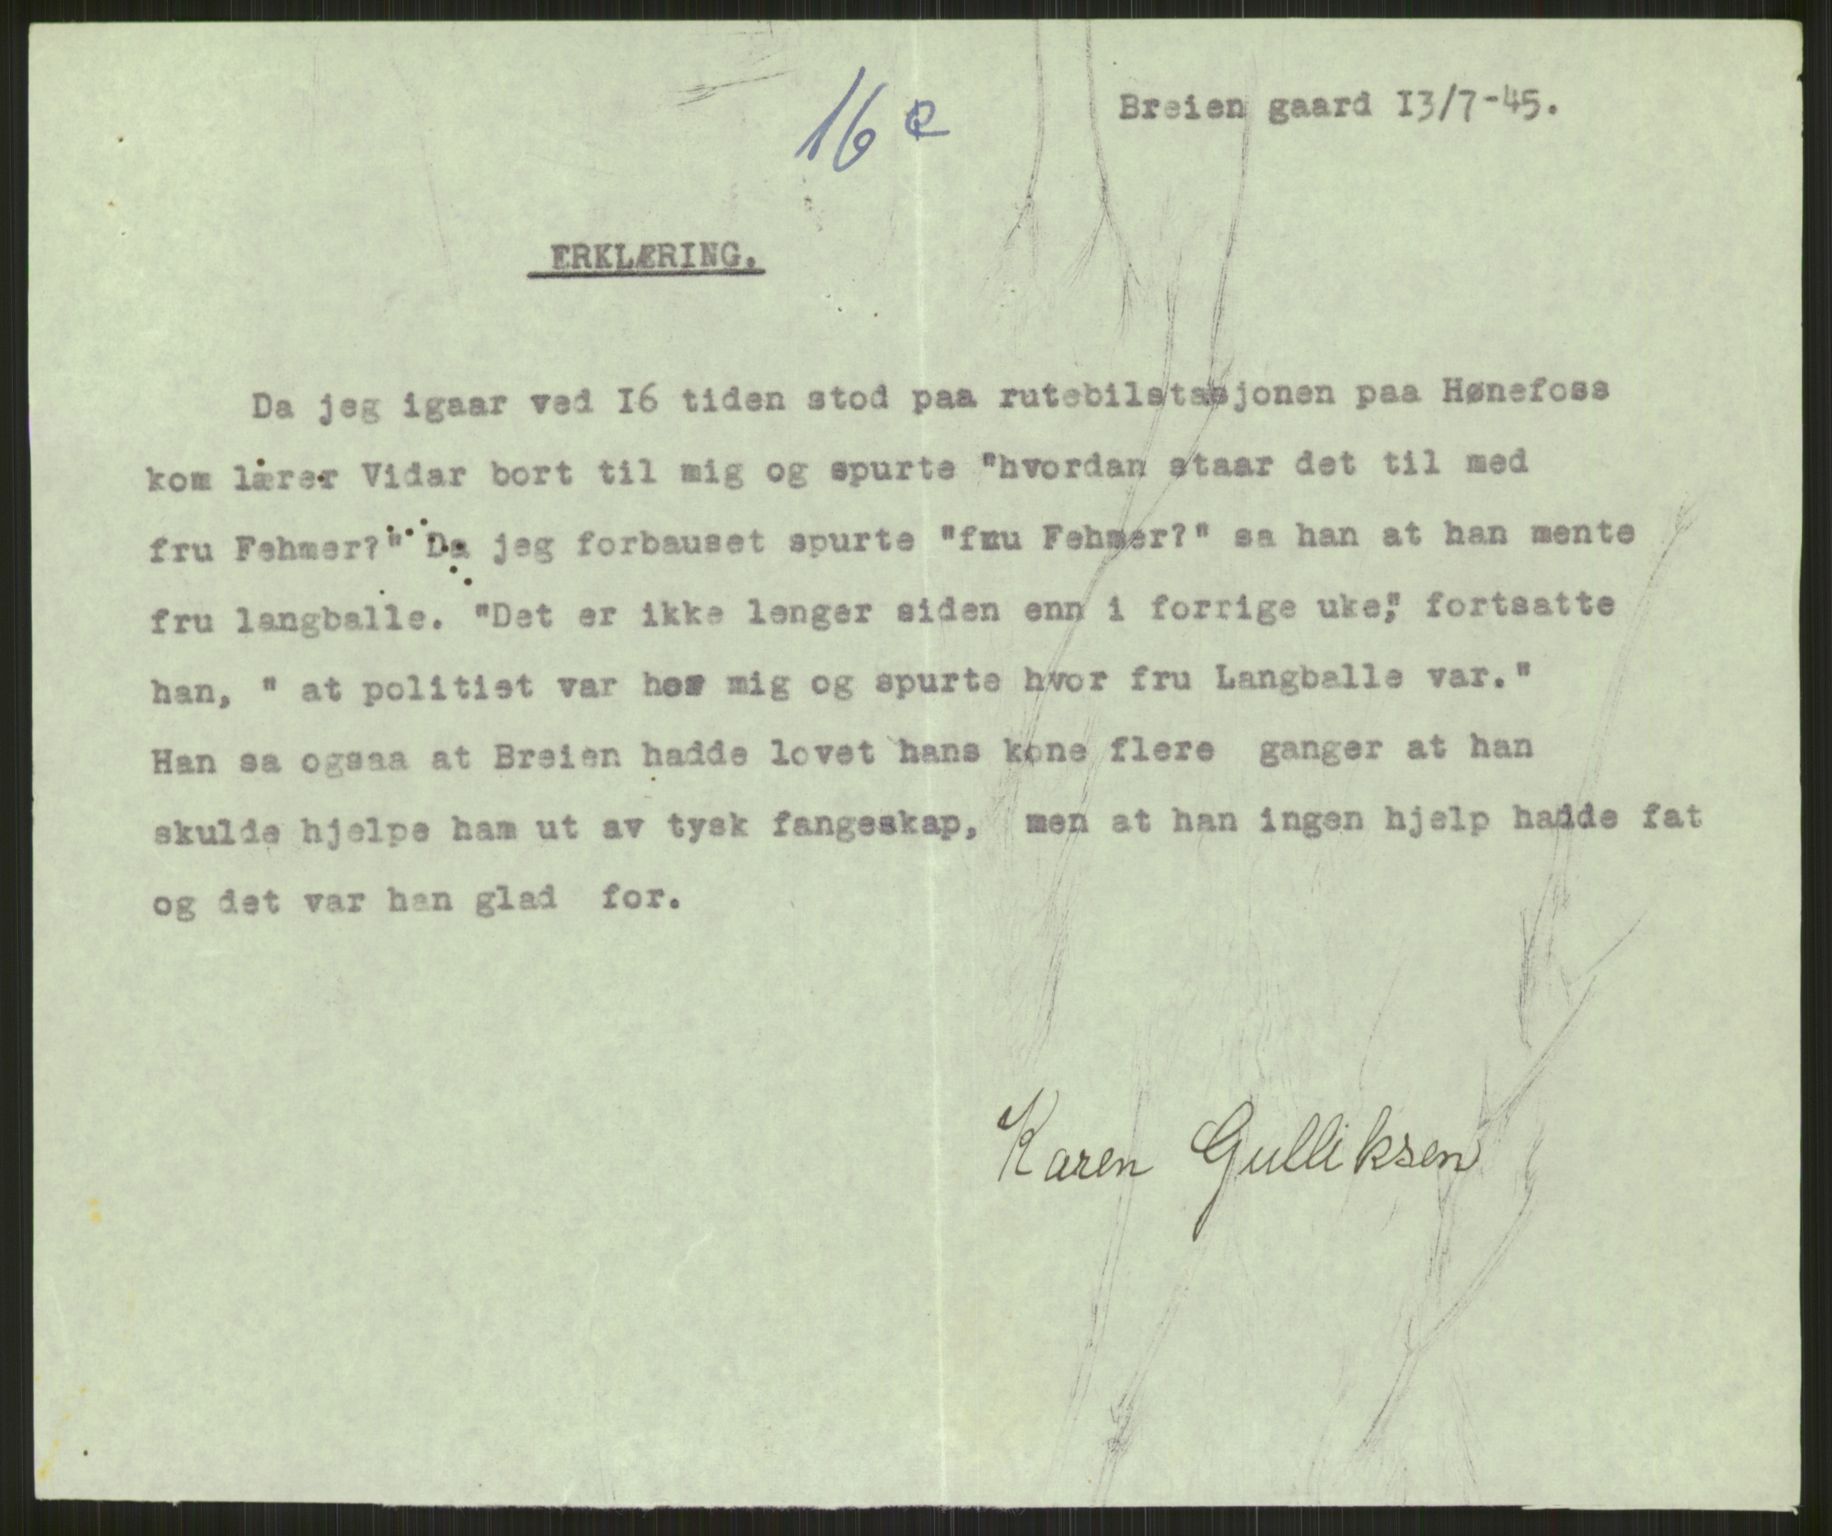 16 e
Breien gaard I3/7-45.
ERKLÆRING.
Da jeg igaar ved I6 tiden stod paa rutebilstasjonen paa Hønefoss
kom lærer Vidar bort til mig og spurte "hvordan staar det til med
fru Fehmer?" Da jeg forbauset spurte "fru Fehmer?" sa han at han mente
fru langballe. "Det er ikke lenger siden enn i forrige uke," fortsatte
han, " at politiet var hos mig og spurte hvor fru Langballe var."
Han sa ogsaa at Breien hadde lovet hans kone flere ganger at han
skulde hjelpe ham ut av tysk fangeskap, men at han ingen hjelp hadde fat
og det var han glad for.
Karen Gulliksen